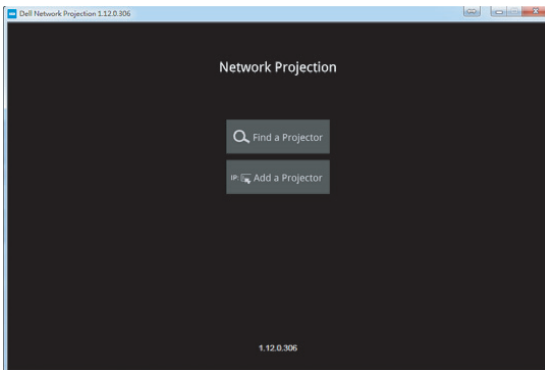 Dell Network Projection 1.12.0.306
Network Projection
Find a Projector
IP: Add a Projector
1.12.0.306